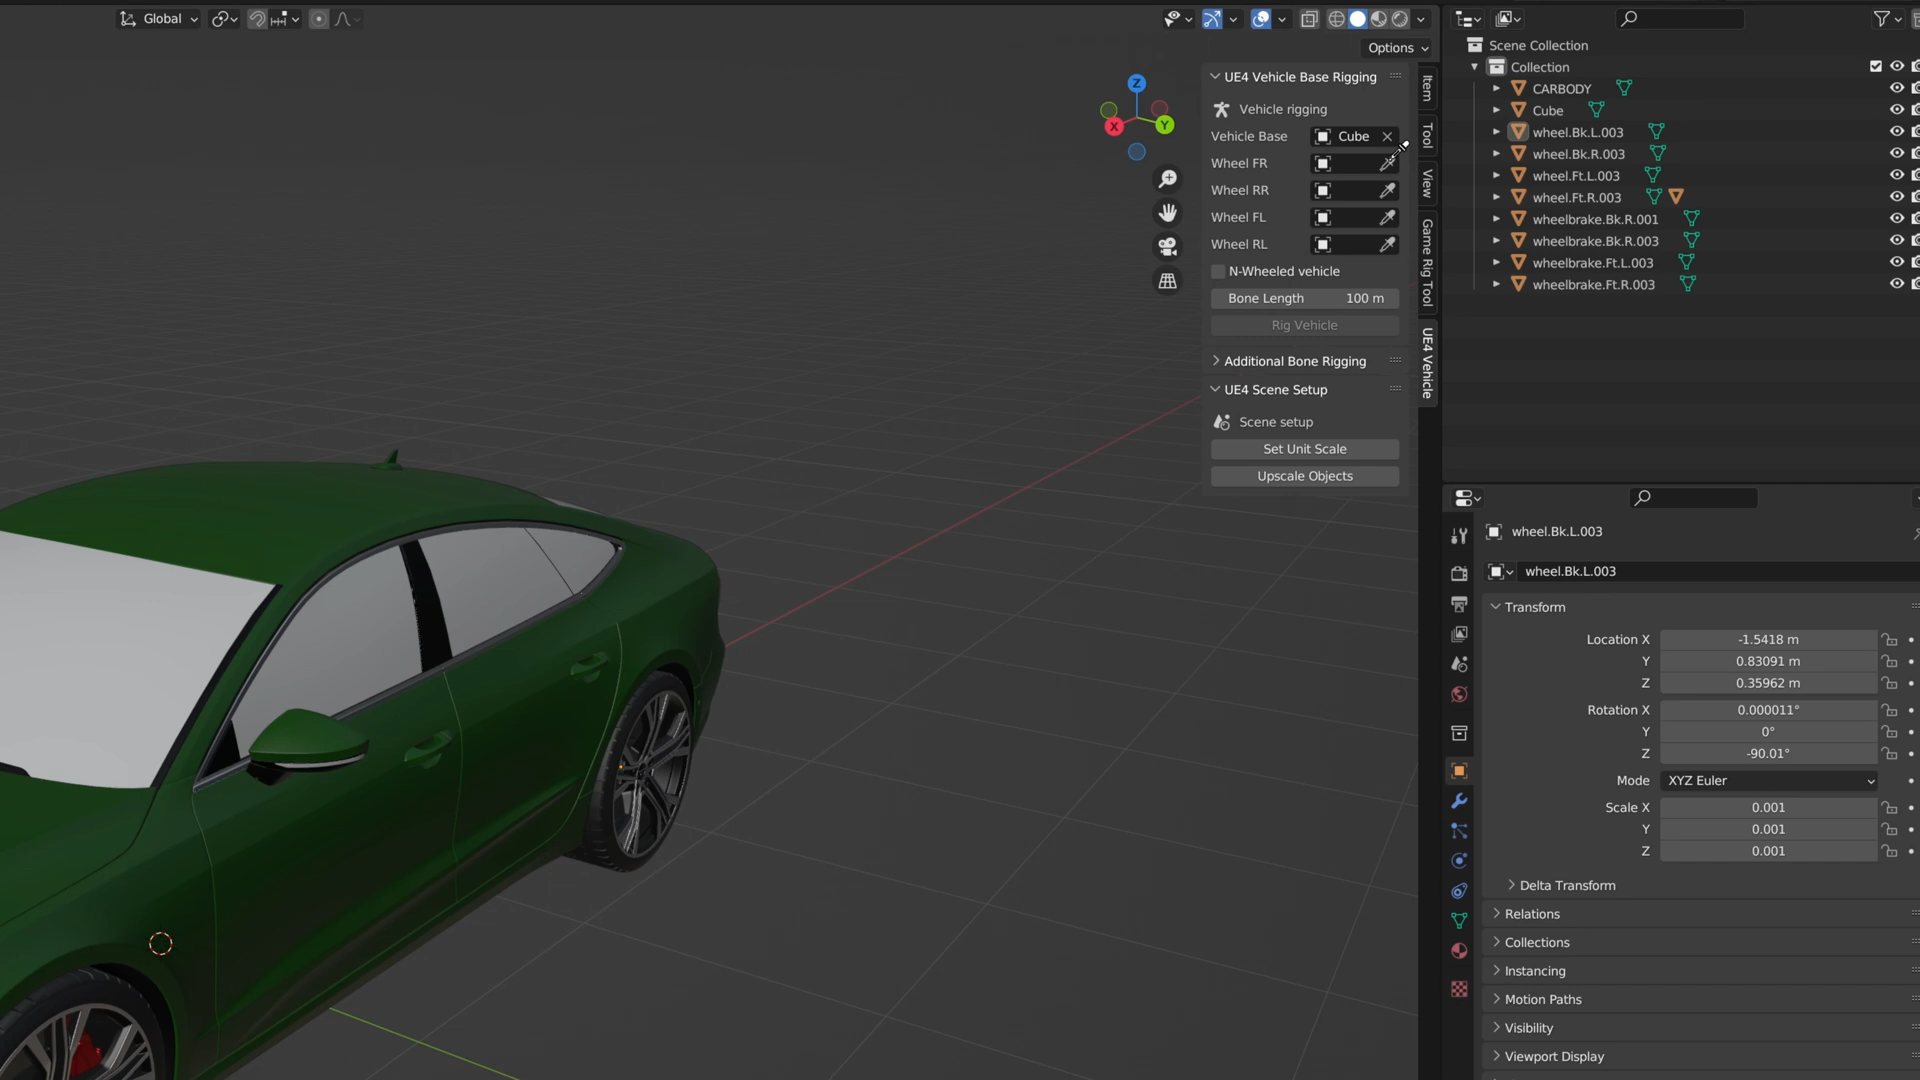 Global
Options
UE4 Vehicle Base Rigging
Vehicle rigging
Vehicle Base Cube
Wheel FR
Wheel RR
Wheel FL
Wheel RL
N-Wheeled vehicle
Bone Length 100 m
Rig Vehicle
Additional Bone Rigging
UE4 Scene Setup
Scene setup
Set Unit Scale
Upscale Objects
Item
Tool
View
Game Rig Tool
UE4 Vehicle
X
Y
Z
Scene Collection
Collection
CARBODY
Cube
wheel.Bk.L.003
wheel.Bk.R.003
wheel.Ft.L.003
wheel.Ft.R.003
wheelbrake.Bk.R.001
wheelbrake.Bk.R.003
wheelbrake.Ft.L.003
wheelbrake.Ft.R.003
wheel.Bk.L.003
wheel.Bk.L.003
Transform
Location X -1.5418 m
Y 0.83091 m
Z 0.35962 m
Rotation X 0.000011°
Y 0°
Z -90.01°
Mode XYZ Euler
Scale X 0.001
Y 0.001
Z 0.001
Delta Transform
Relations
Collections
Instancing
Motion Paths
Visibility
Viewport Display